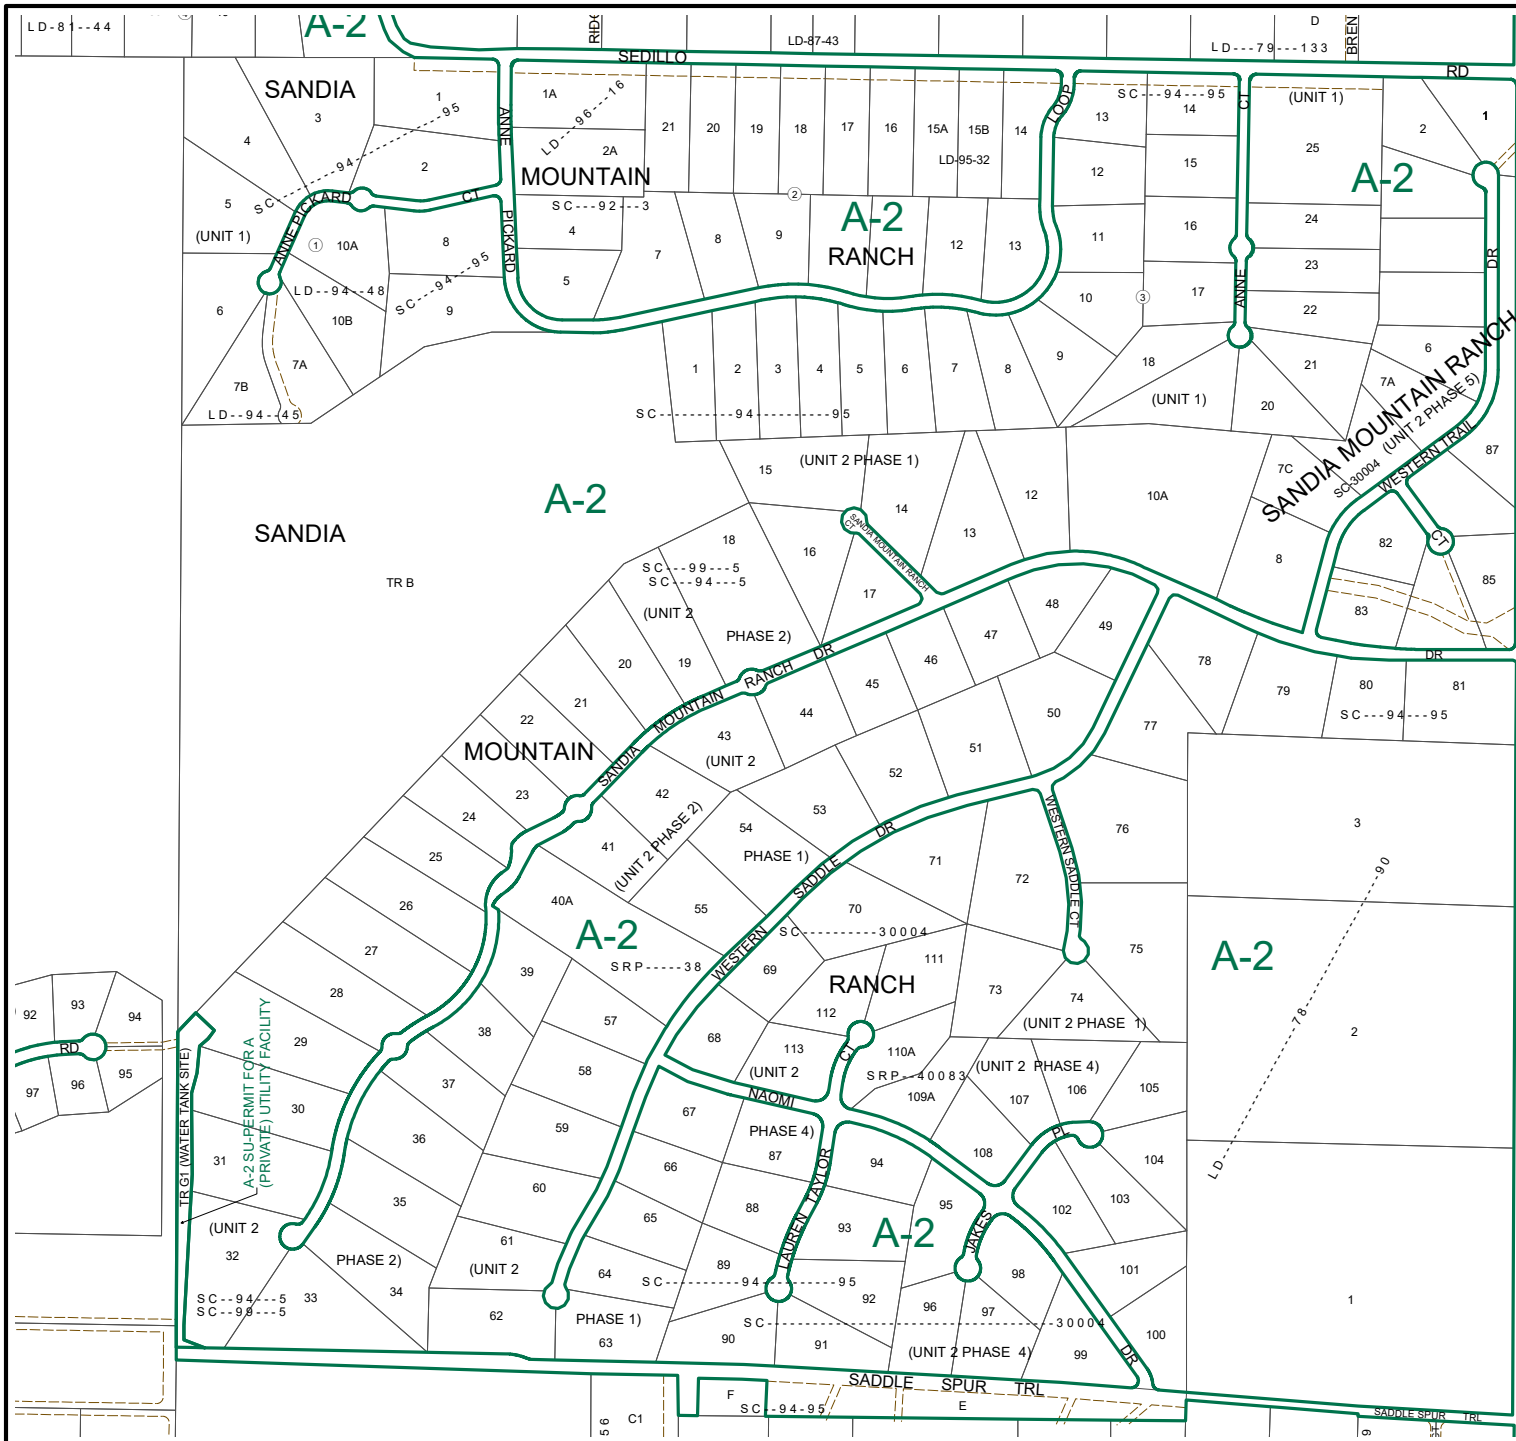 LD-81--44
A-2
RIDG
LD-87-43
D
BREN
LD---79---133
SEDILLO
RD
SANDIA
1
3
4
SC---94---95
2
5
(UNIT 1)
ANNE PICKARD
CT
1
10A
8
LD--94--48
SC--94---95
9
6
10B
7A
7B
LD--94--45
ANNE
PICKARD
1A
LD--96---16
2A
MOUNTAIN
SC---92---3
4
5
21
20
19
18
17
16
15A
15B
14
LD-95-32
2
A-2
RANCH
7
8
9
12
13
LOOP
SC---94---95
13
14
12
15
11
16
10
3
17
9
18
(UNIT 1)
CT
ANNE
(UNIT 1)
25
24
23
22
21
20
A-2
2
1
DR
6
7A
SANDIA MOUNTAIN RANCH
(UNIT 2 PHASE 5)
SC-30004
WESTERN TRAIL
87
CT
82
85
83
1
2
3
4
5
6
7
8
SC----------94----------95
A-2
SANDIA
TR B
15
(UNIT 2 PHASE 1)
14
13
12
10A
7C
8
16
17
SANDIA MOUNTAIN RANCH
CT
18
SC---99---5
SC---94---5
(UNIT 2
PHASE 2)
19
20
21
22
MOUNTAIN
23
24
25
26
27
28
29
30
31
(UNIT 2
32
33
PHASE 2)
34
35
36
37
38
39
40A
41
42
43
(UNIT 2
44
45
46
47
48
49
50
51
52
53
54
55
(UNIT 2 PHASE 2)
PHASE 1)
SANDIA
MOUNTAIN
RANCH
DR
DR
78
79
80
81
SC---94---95
77
76
75
74
73
72
71
70
69
68
WESTERN SADDLE DR
WESTERN SADDLE CT
A-2
SRP-----38
SC----------30004
RANCH
111
112
113
(UNIT 2
110A
SRP--40083
109A
(UNIT 2 PHASE 1)
(UNIT 2 PHASE 4)
CT
NAOMI
PHASE 4)
57
58
59
60
61
(UNIT 2
62
63
PHASE 1)
64
65
66
67
87
88
89
90
91
92
93
94
95
96
97
98
99
100
101
102
103
104
105
106
107
108
LAUREN TAYLOR
JAKES
PL
DR
A-2
SC----------94----------95
SC------------------------------30004
(UNIT 2 PHASE 4)
A-2
3
2
1
LD------78------90
92
93
94
RD
95
96
97
TR G1 (WATER TANK SITE)
A-2 SU-PERMIT FOR A
(PRIVATE) UTILITY FACILITY
SC---94---5
SC---99---5
SADDLE SPUR TRL
F
SC--94-95
E
C1
56
SADDLE SPUR TRL
9